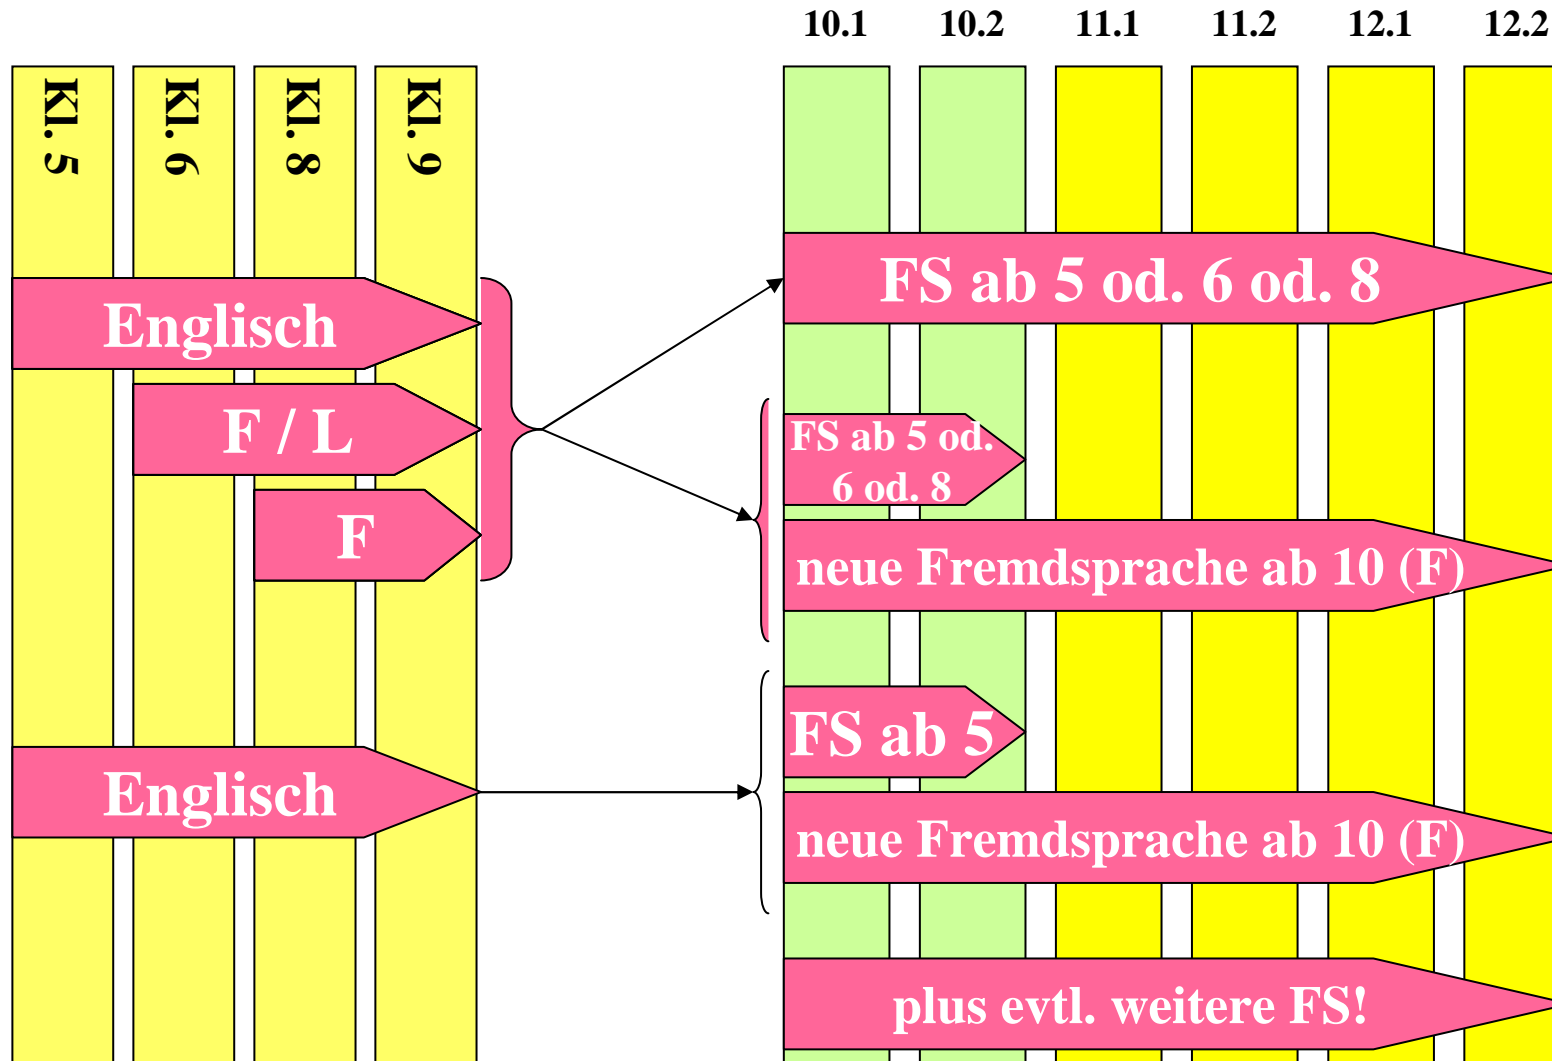 10.1 10.2 11.1 11.2 12.1 12.2
Kl. 5 Kl. 6 Kl. 8 Kl. 9
Englisch
F / L
F
Englisch
FS ab 5 od. 6 od. 8
FS ab 5 od.
6 od. 8
neue Fremdsprache ab 10 (F)
FS ab 5
neue Fremdsprache ab 10 (F)
plus evtl. weitere FS!